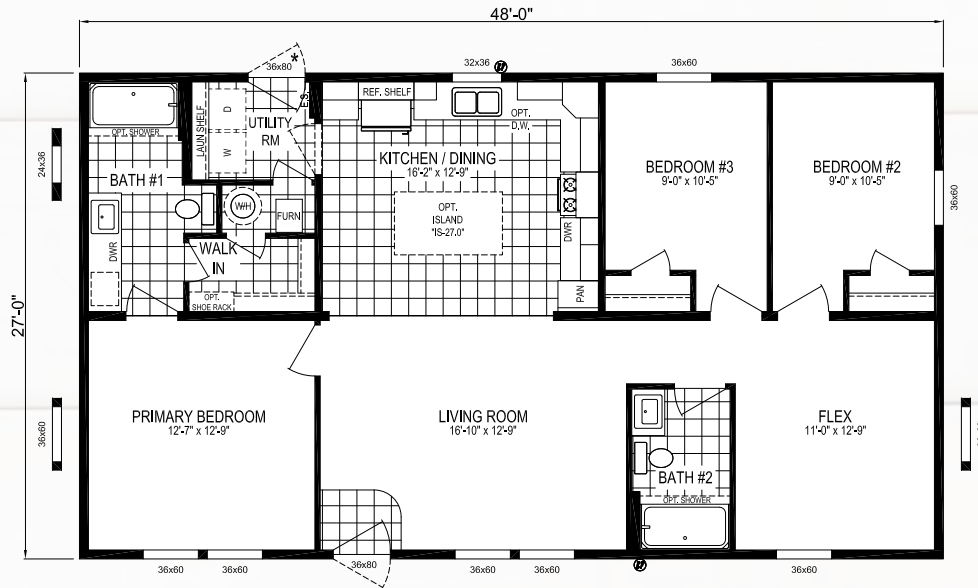 48'-0"
36x80
*
32x36
36x60
REF. SHELF
E.S.
OPT. SHOWER
LAUN SHELF
D
W
UTILITY
RM
OPT.
D.W.
24x36
BATH #1
KITCHEN / DINING
16'-2" x 12'-9"
BEDROOM #3
9'-0" x 10'-5"
BEDROOM #2
9'-0" x 10'-5"
36x60
OPT.
ISLAND
"IS-27.0"
W/H
FURN
DWR
DWR
WALK
IN
OPT.
SHOE RACK
PAN
27'-0"
PRIMARY BEDROOM
12'-7" x 12'-9"
LIVING ROOM
16'-10" x 12'-9"
FLEX
11'-0" x 12'-9"
36x60
BATH #2
OPT. SHOWER
36x60
36x60
36x80
36x60
36x60
36x60